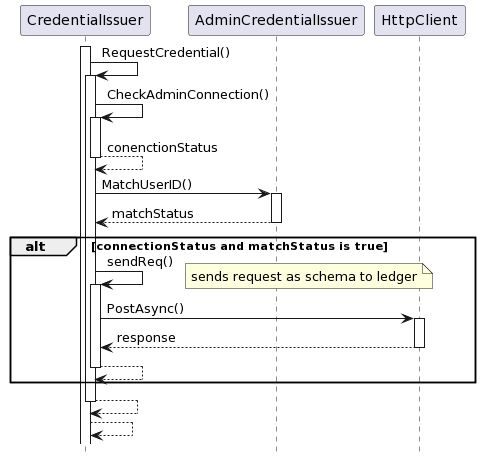 CredentialIssuer
AdminCredentialIssuer
HttpClient
RequestCredential()
CheckAdminConnection()
conenctionStatus
MatchUserID()
matchStatus
alt
[connectionStatus and matchStatus is true]
sendReq()
sends request as schema to ledger
PostAsync()
response